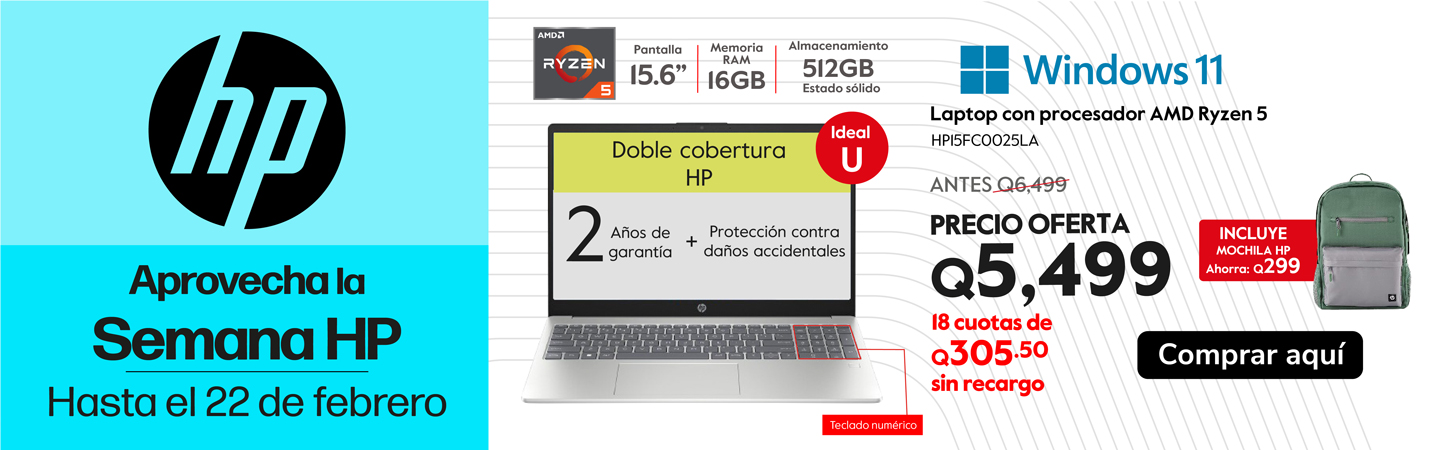 hp
Aprovecha la
Semana HP
Hasta el 22 de febrero
AMD
RYZEN
5
Pantalla
15.6”
Memoria
RAM
16GB
Almacenamiento
512GB
Estado sólido
Doble cobertura
HP
2 Años de
garantía
+ Protección contra
daños accidentales
Ideal
U
hp
Teclado numérico
Windows 11
Laptop con procesador AMD Ryzen 5
HP15FC0025LA
ANTES Q6,499
PRECIO OFERTA
Q5,499
18 cuotas de
Q305.50
sin recargo
INCLUYE
MOCHILA HP
Ahorra: Q299
Comprar aquí